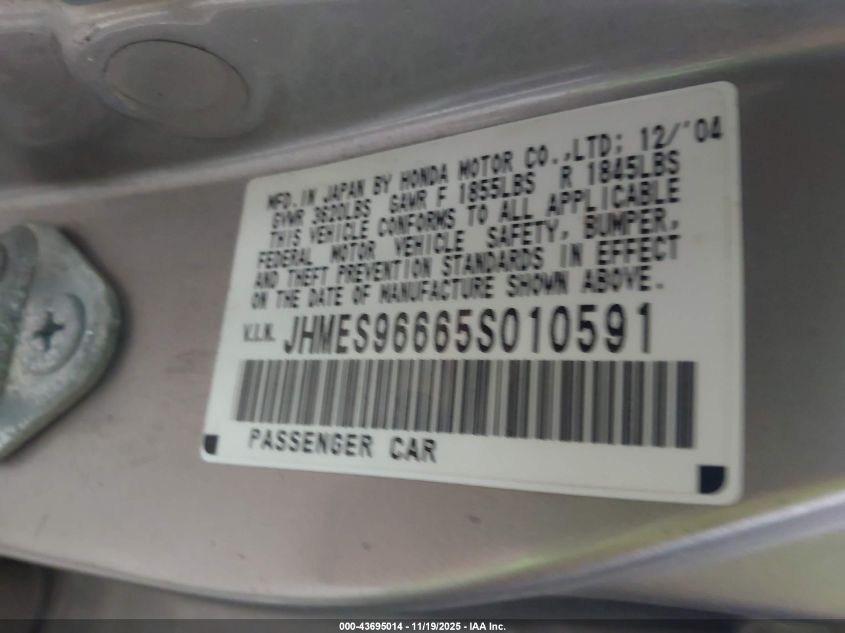 MFD. IN JAPAN BY HONDA MOTOR CO.,LTD; 12/'04
GVWR 3620LBS GAWR F 1855LBS R 1845LBS
THIS VEHICLE CONFORMS TO ALL APPLICABLE
FEDERAL MOTOR VEHICLE SAFETY, BUMPER,
AND THEFT PREVENTION STANDARDS IN EFFECT
ON THE DATE OF MANUFACTURE SHOWN ABOVE.
V.I.N. JHMES96665S010591
PASSENGER CAR
000-43695014 - 11/19/2025 - IAA Inc.